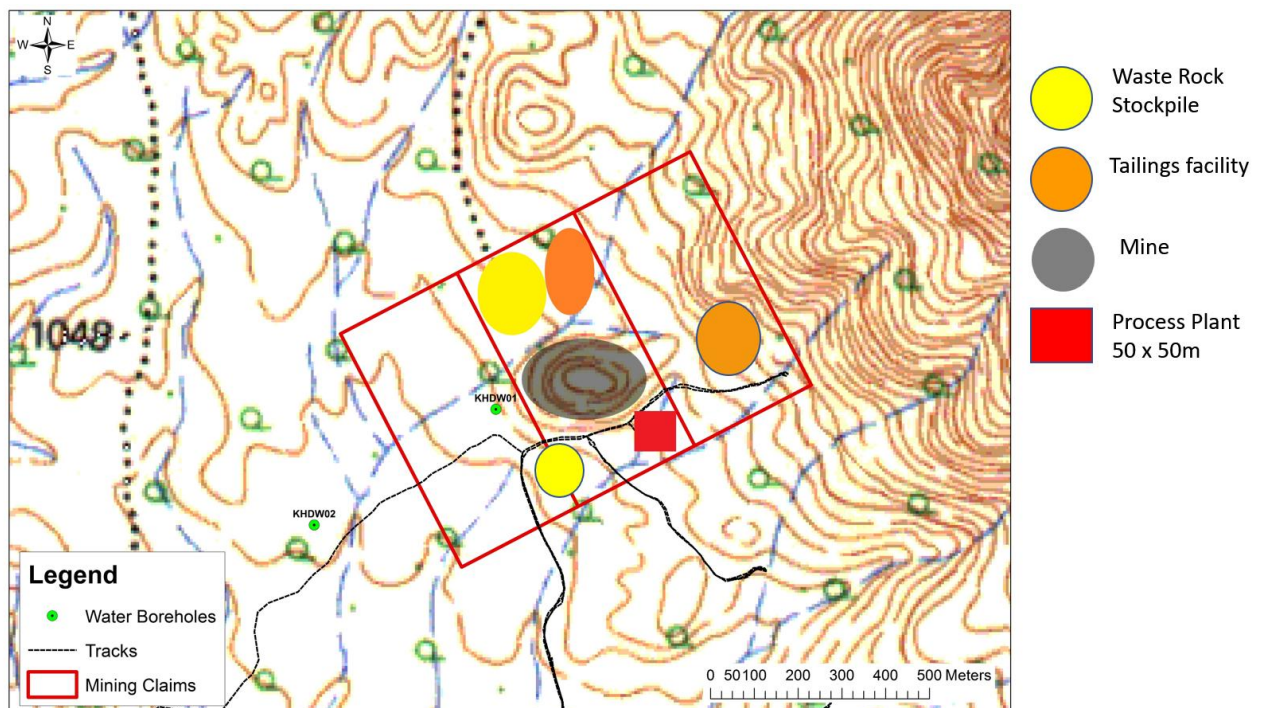 N
W E
S
1048
KHDW01
KHDW02
Legend
Water Boreholes
Tracks
Mining Claims
0 50100 200 300 400 500 Meters
Waste Rock
Stockpile
Tailings facility
Mine
Process Plant
50 x 50m